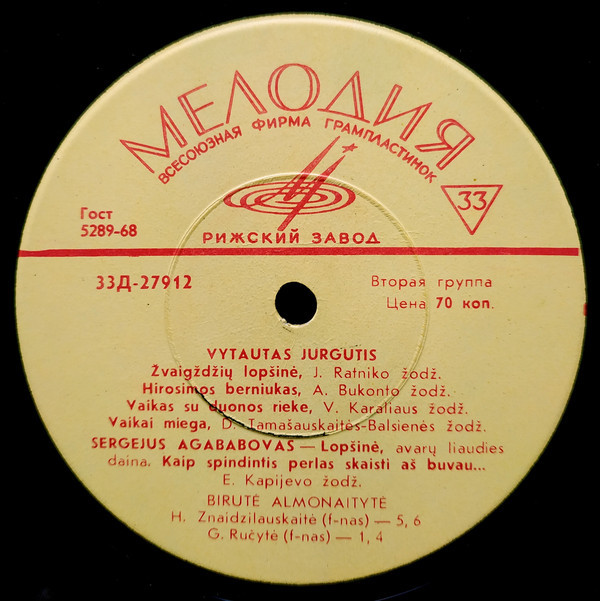 МЕЛОДИЯ
ВСЕСОЮЗНАЯ ФИРМА ГРАМПЛАСТИНОК
33
Гост
5289-68
РИЖСКИЙ ЗАВОД
33Д-27912
Вторая группа
Цена 70 коп.
VYTAUTAS JURGUTIS
Žvaigždžių lopšinė, J. Ratniko žodž.
Hirosimos berniukas, A. Bukonto žodž.
Vaikas su duonos rieke, V. Karaliaus žodž.
Vaikai miega, D. Tamašauskaitės-Balsienės žodž.
SERGEJUS AGABABOVAS — Lopšinė, avarų liaudies
daina. Kaip spindintis perlas skaisti aš buvau...
E. Kapijevo žodž.
BIRUTĖ ALMONAITYTĖ
H. Znaidzilauskaitė (f-nas) — 5, 6
G. Ručytė (f-nas) — 1, 4